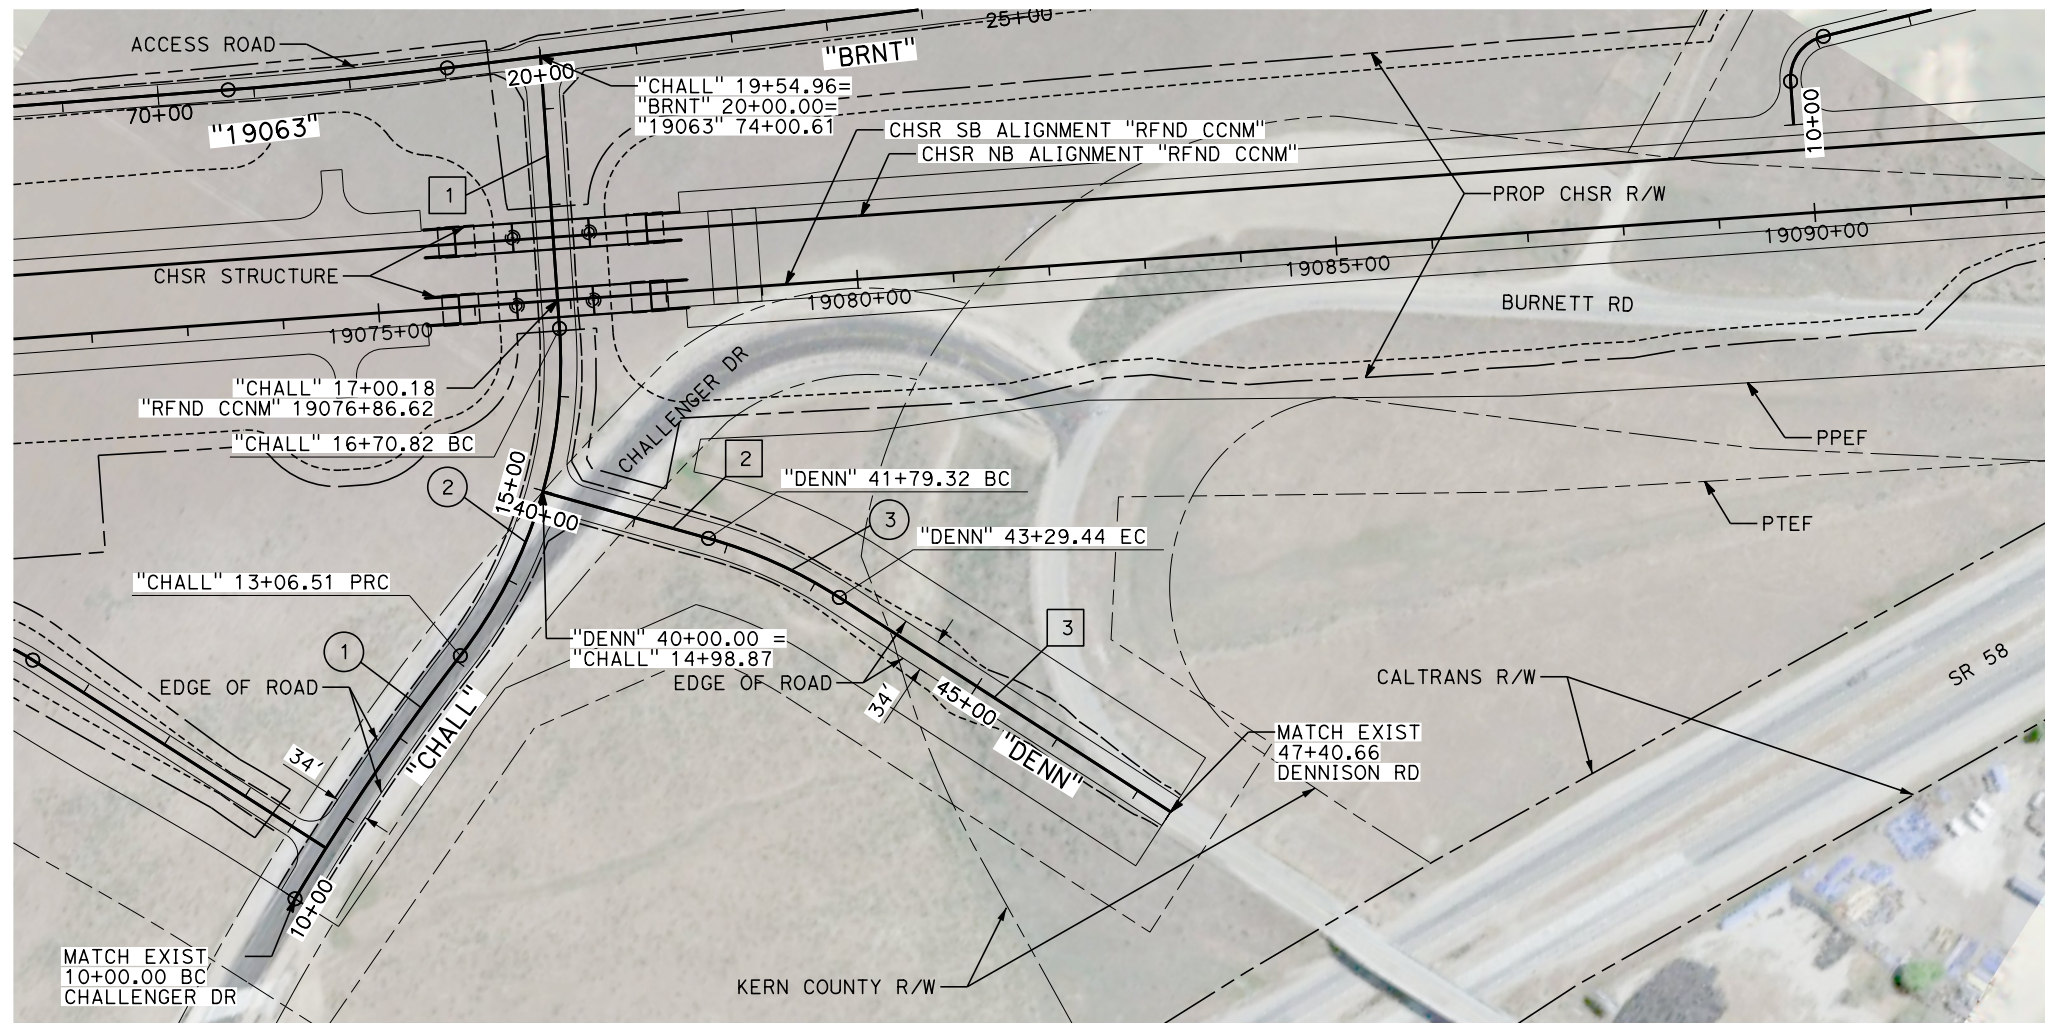 ACCESS ROAD
25+00
"BRNT"
20+00
70+00
"19063"
"CHALL" 19+54.96=
"BRNT" 20+00.00=
"19063" 74+00.61
CHSR SB ALIGNMENT "RFND CCNM"
CHSR NB ALIGNMENT "RFND CCNM"
10+00
1
PROP CHSR R/W
CHSR STRUCTURE
19075+00
19080+00
19085+00
19090+00
BURNETT RD
"CHALL" 17+00.18
"RFND CCNM" 19076+86.62
"CHALL" 16+70.82 BC
CHALLENGER DR
PPEF
2
15+00
2
40+00
"DENN" 41+79.32 BC
3
"DENN" 43+29.44 EC
PTEF
"CHALL" 13+06.51 PRC
1
"DENN" 40+00.00 =
"CHALL" 14+98.87
3
EDGE OF ROAD
EDGE OF ROAD
34'
45+00
"DENN"
CALTRANS R/W
SR 58
"CHALL"
34'
MATCH EXIST
47+40.66
DENNISON RD
10+00
MATCH EXIST
10+00.00 BC
CHALLENGER DR
KERN COUNTY R/W